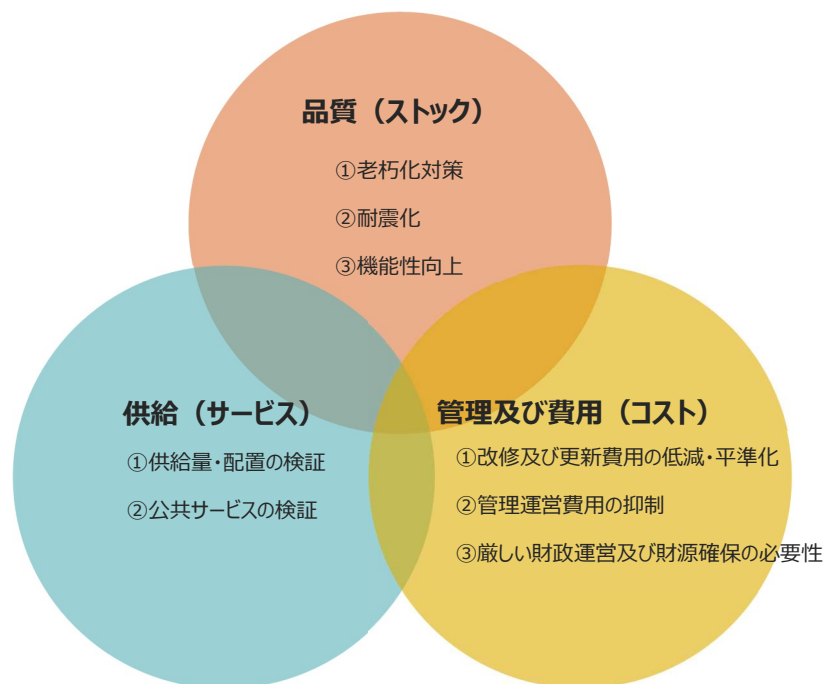 品質（ストック）
①老朽化対策
②耐震化
③機能性向上
供給（サービス）
①供給量・配置の検証
②公共サービスの検証
管理及び費用（コスト）
①改修及び更新費用の低減・平準化
②管理運営費用の抑制
③厳しい財政運営及び財源確保の必要性